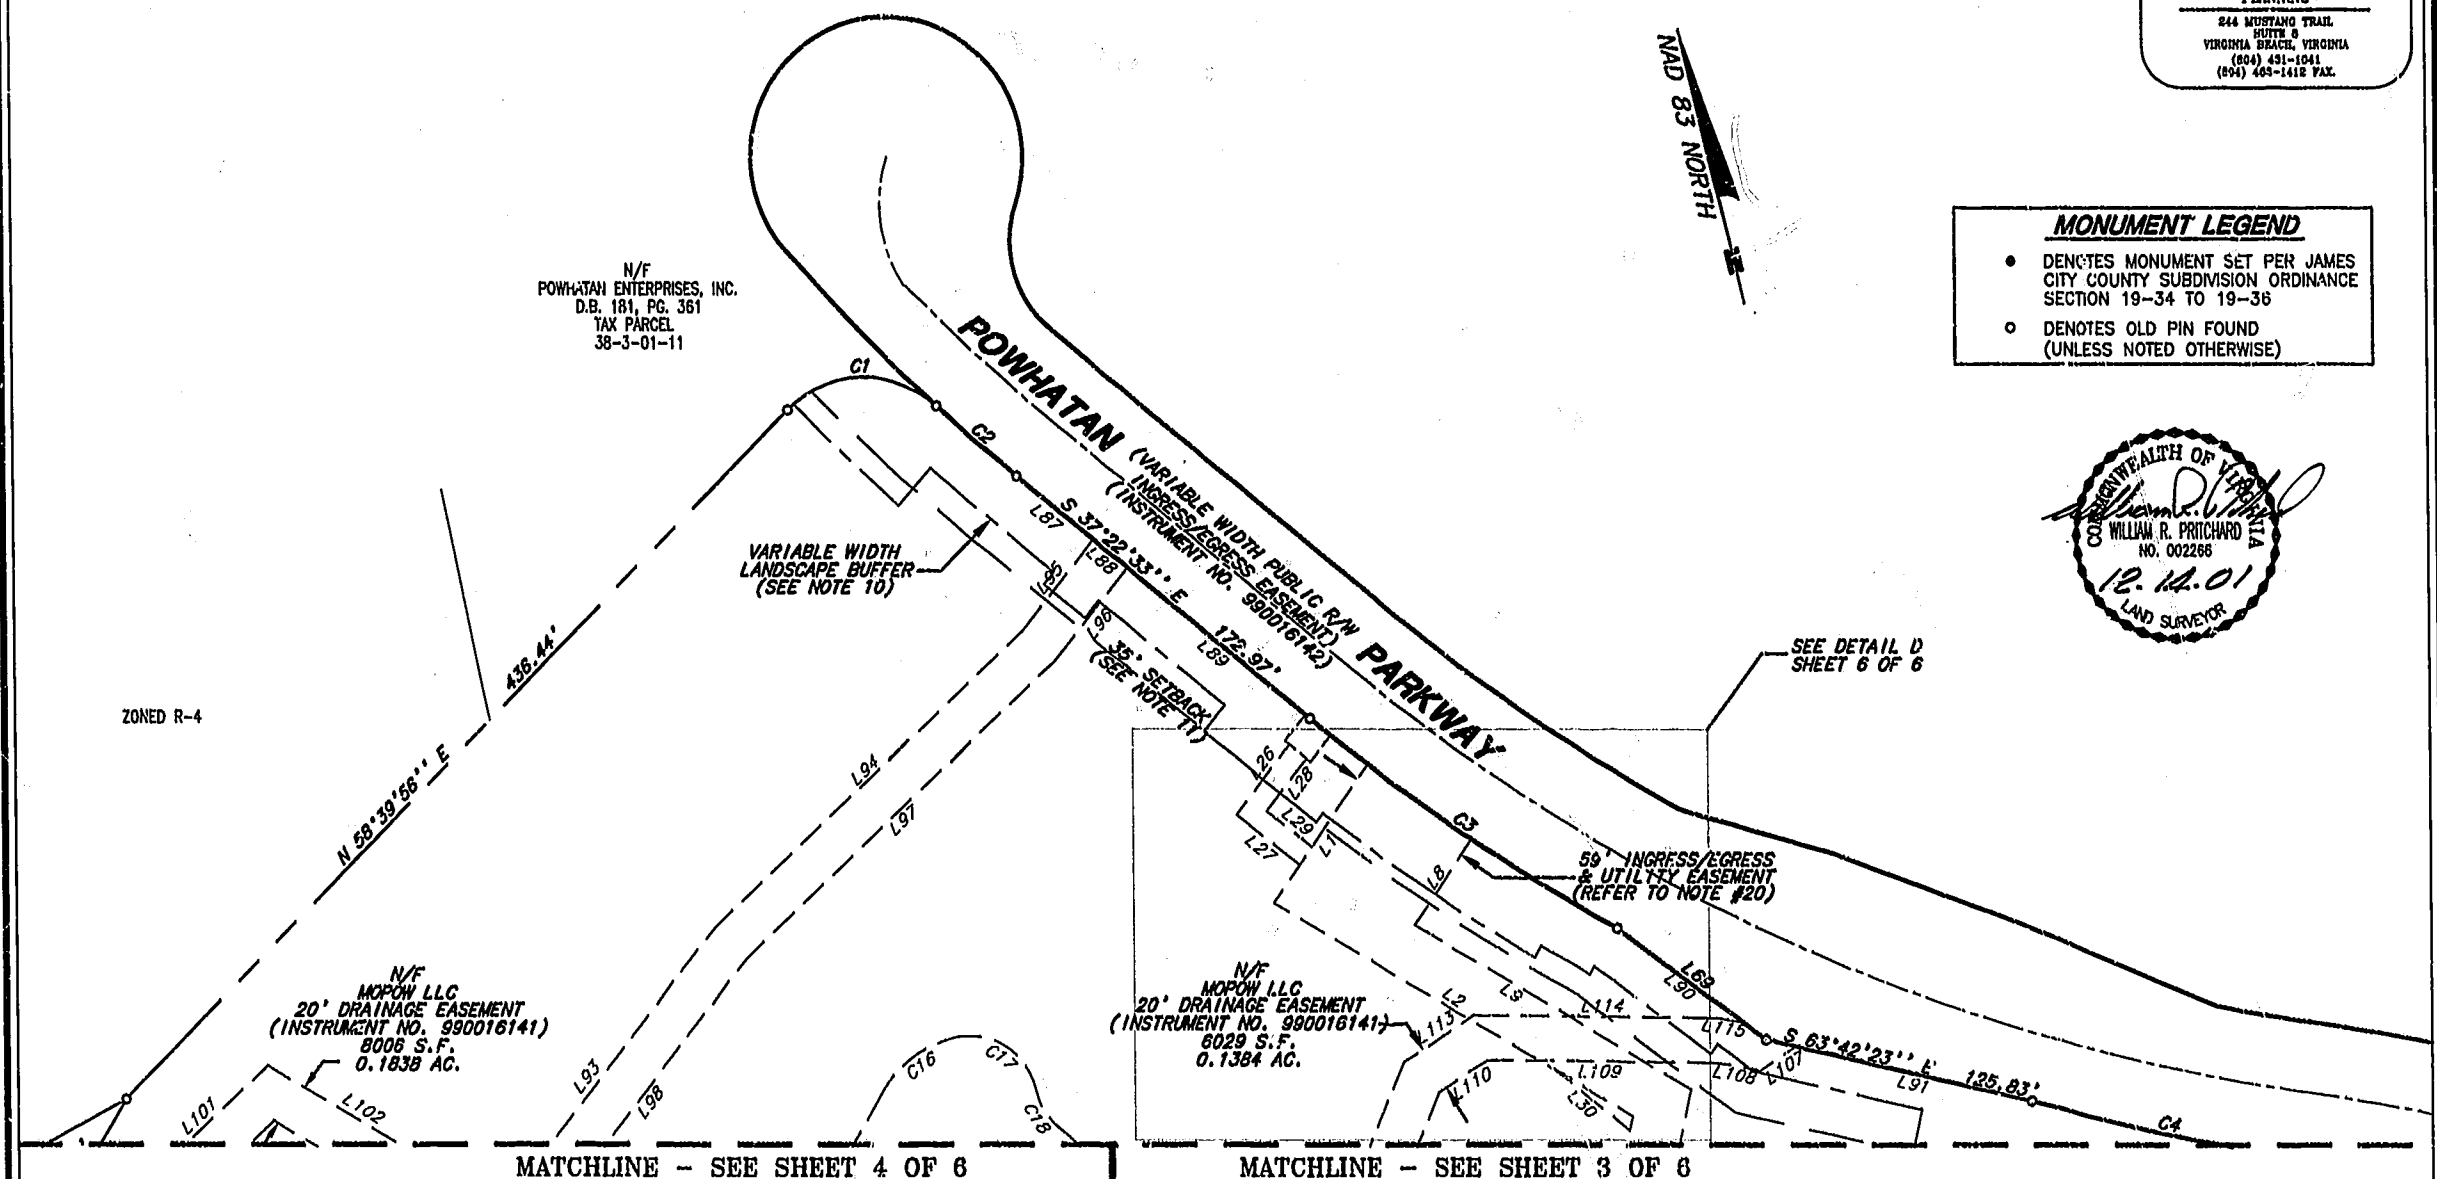 244 MUSTANG TRAIL
SUITE 8
VIRGINIA BEACH, VIRGINIA
(804) 431-1041
(804) 463-1412 FAX.
NAD 83 NORTH
MONUMENT LEGEND
DENOTES MONUMENT SET PER JAMES
CITY COUNTY SUBDIVISION ORDINANCE
SECTION 19-34 TO 19-36
DENOTES OLD PIN FOUND
(UNLESS NOTED OTHERWISE)
N/F
POWHATAN ENTERPRISES, INC.
D.B. 181, PG. 361
TAX PARCEL
38-3-01-11
C1
C2
POWHATAN
(VARIABLE WIDTH PUBLIC R/W
INGRESS/EGRESS EASEMENT)
(INSTRUMENT NO. 990016142)
PARKWAY
COMMONWEALTH OF VIRGINIA
WILLIAM R. PRITCHARD
NO. 002266
12.14.01
LAND SURVEYOR
S 37°22'33'' E
172.97'
L87
L88
L89
L95
L96
VARIABLE WIDTH
LANDSCAPE BUFFER
(SEE NOTE 10)
35' SETBACK
(SEE NOTE 11)
SEE DETAIL D
SHEET 6 OF 6
436.44'
N 58°39'56'' E
ZONED R-4
L94
L97
L26
L28
L29
L27
L1
C3
L8
59' INGRESS/EGRESS
& UTILITY EASEMENT
(REFER TO NOTE #20)
L69
L90
N/F
MOPOW LLC
20' DRAINAGE EASEMENT
(INSTRUMENT NO. 990016141)
8006 S.F.
0.1838 AC.
N/F
MOPOW LLC
20' DRAINAGE EASEMENT
(INSTRUMENT NO. 990016141)
6029 S.F.
0.1384 AC.
L2
L9
L113
L114
L115
S 63°42'23'' E
125.83'
L91
L107
L108
L109
L110
L30
C4
C16
C17
C18
L93
L98
L101
L102
MATCHLINE - SEE SHEET 4 OF 6
MATCHLINE - SEE SHEET 3 OF 6